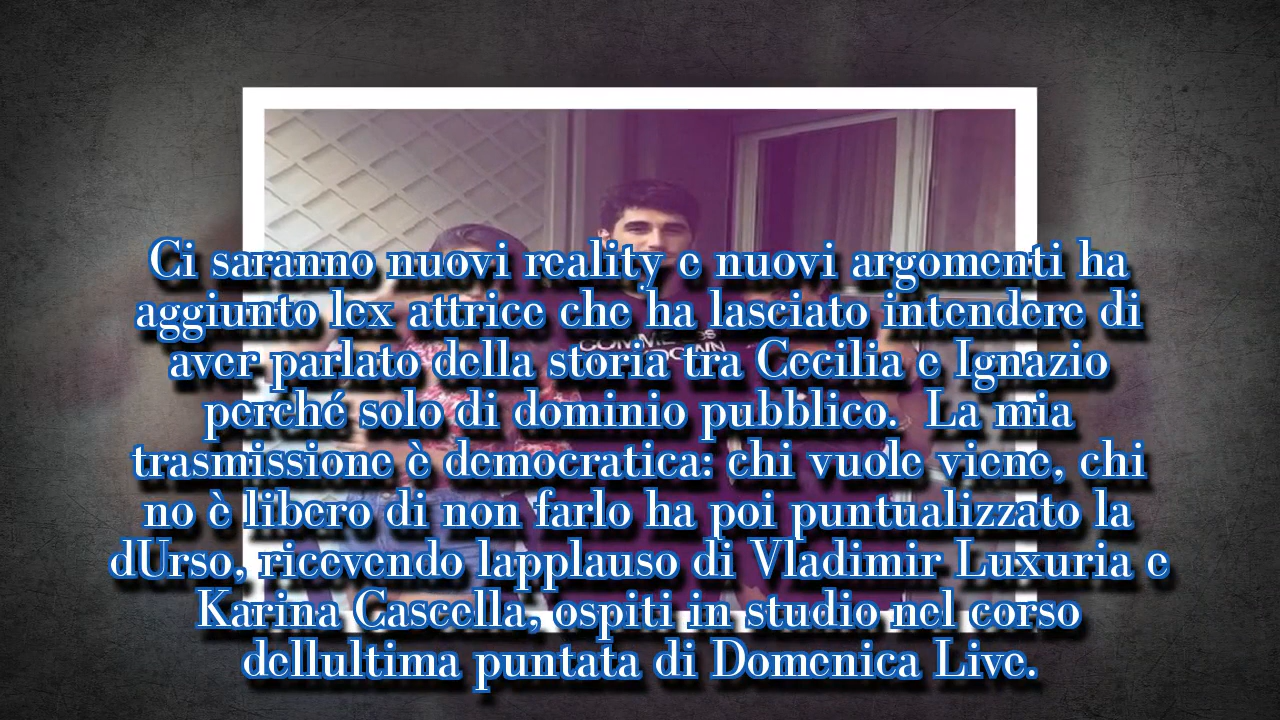 Ci saranno nuovi reality e nuovi argomenti ha
aggiunto lex attrice che ha lasciato intendere di
aver parlato della storia tra Cecilia e Ignazio
perché solo di dominio pubblico.  La mia
trasmissione è democratica: chi vuole viene, chi
no è libero di non farlo ha poi puntualizzato la
dUrso, ricevendo lapplauso di Vladimir Luxuria e
Karina Cascella, ospiti in studio nel corso
dellultima puntata di Domenica Live.